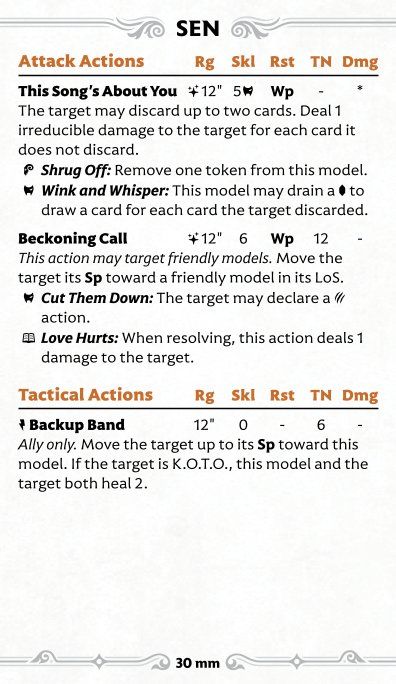 SEN
Attack Actions Rg Skl Rst TN Dmg
This Song's About You 12" 5 Wp - *
The target may discard up to two cards. Deal 1
irreducible damage to the target for each card it
does not discard.
Shrug Off: Remove one token from this model.
Wink and Whisper: This model may drain a to
draw a card for each card the target discarded.
Beckoning Call 12" 6 Wp 12 -
This action may target friendly models. Move the
target its Sp toward a friendly model in its LoS.
Cut Them Down: The target may declare a
action.
Love Hurts: When resolving, this action deals 1
damage to the target.
Tactical Actions Rg Skl Rst TN Dmg
Backup Band 12" 0 - 6 -
Ally only. Move the target up to its Sp toward this
model. If the target is K.O.T.O., this model and the
target both heal 2.
30 mm